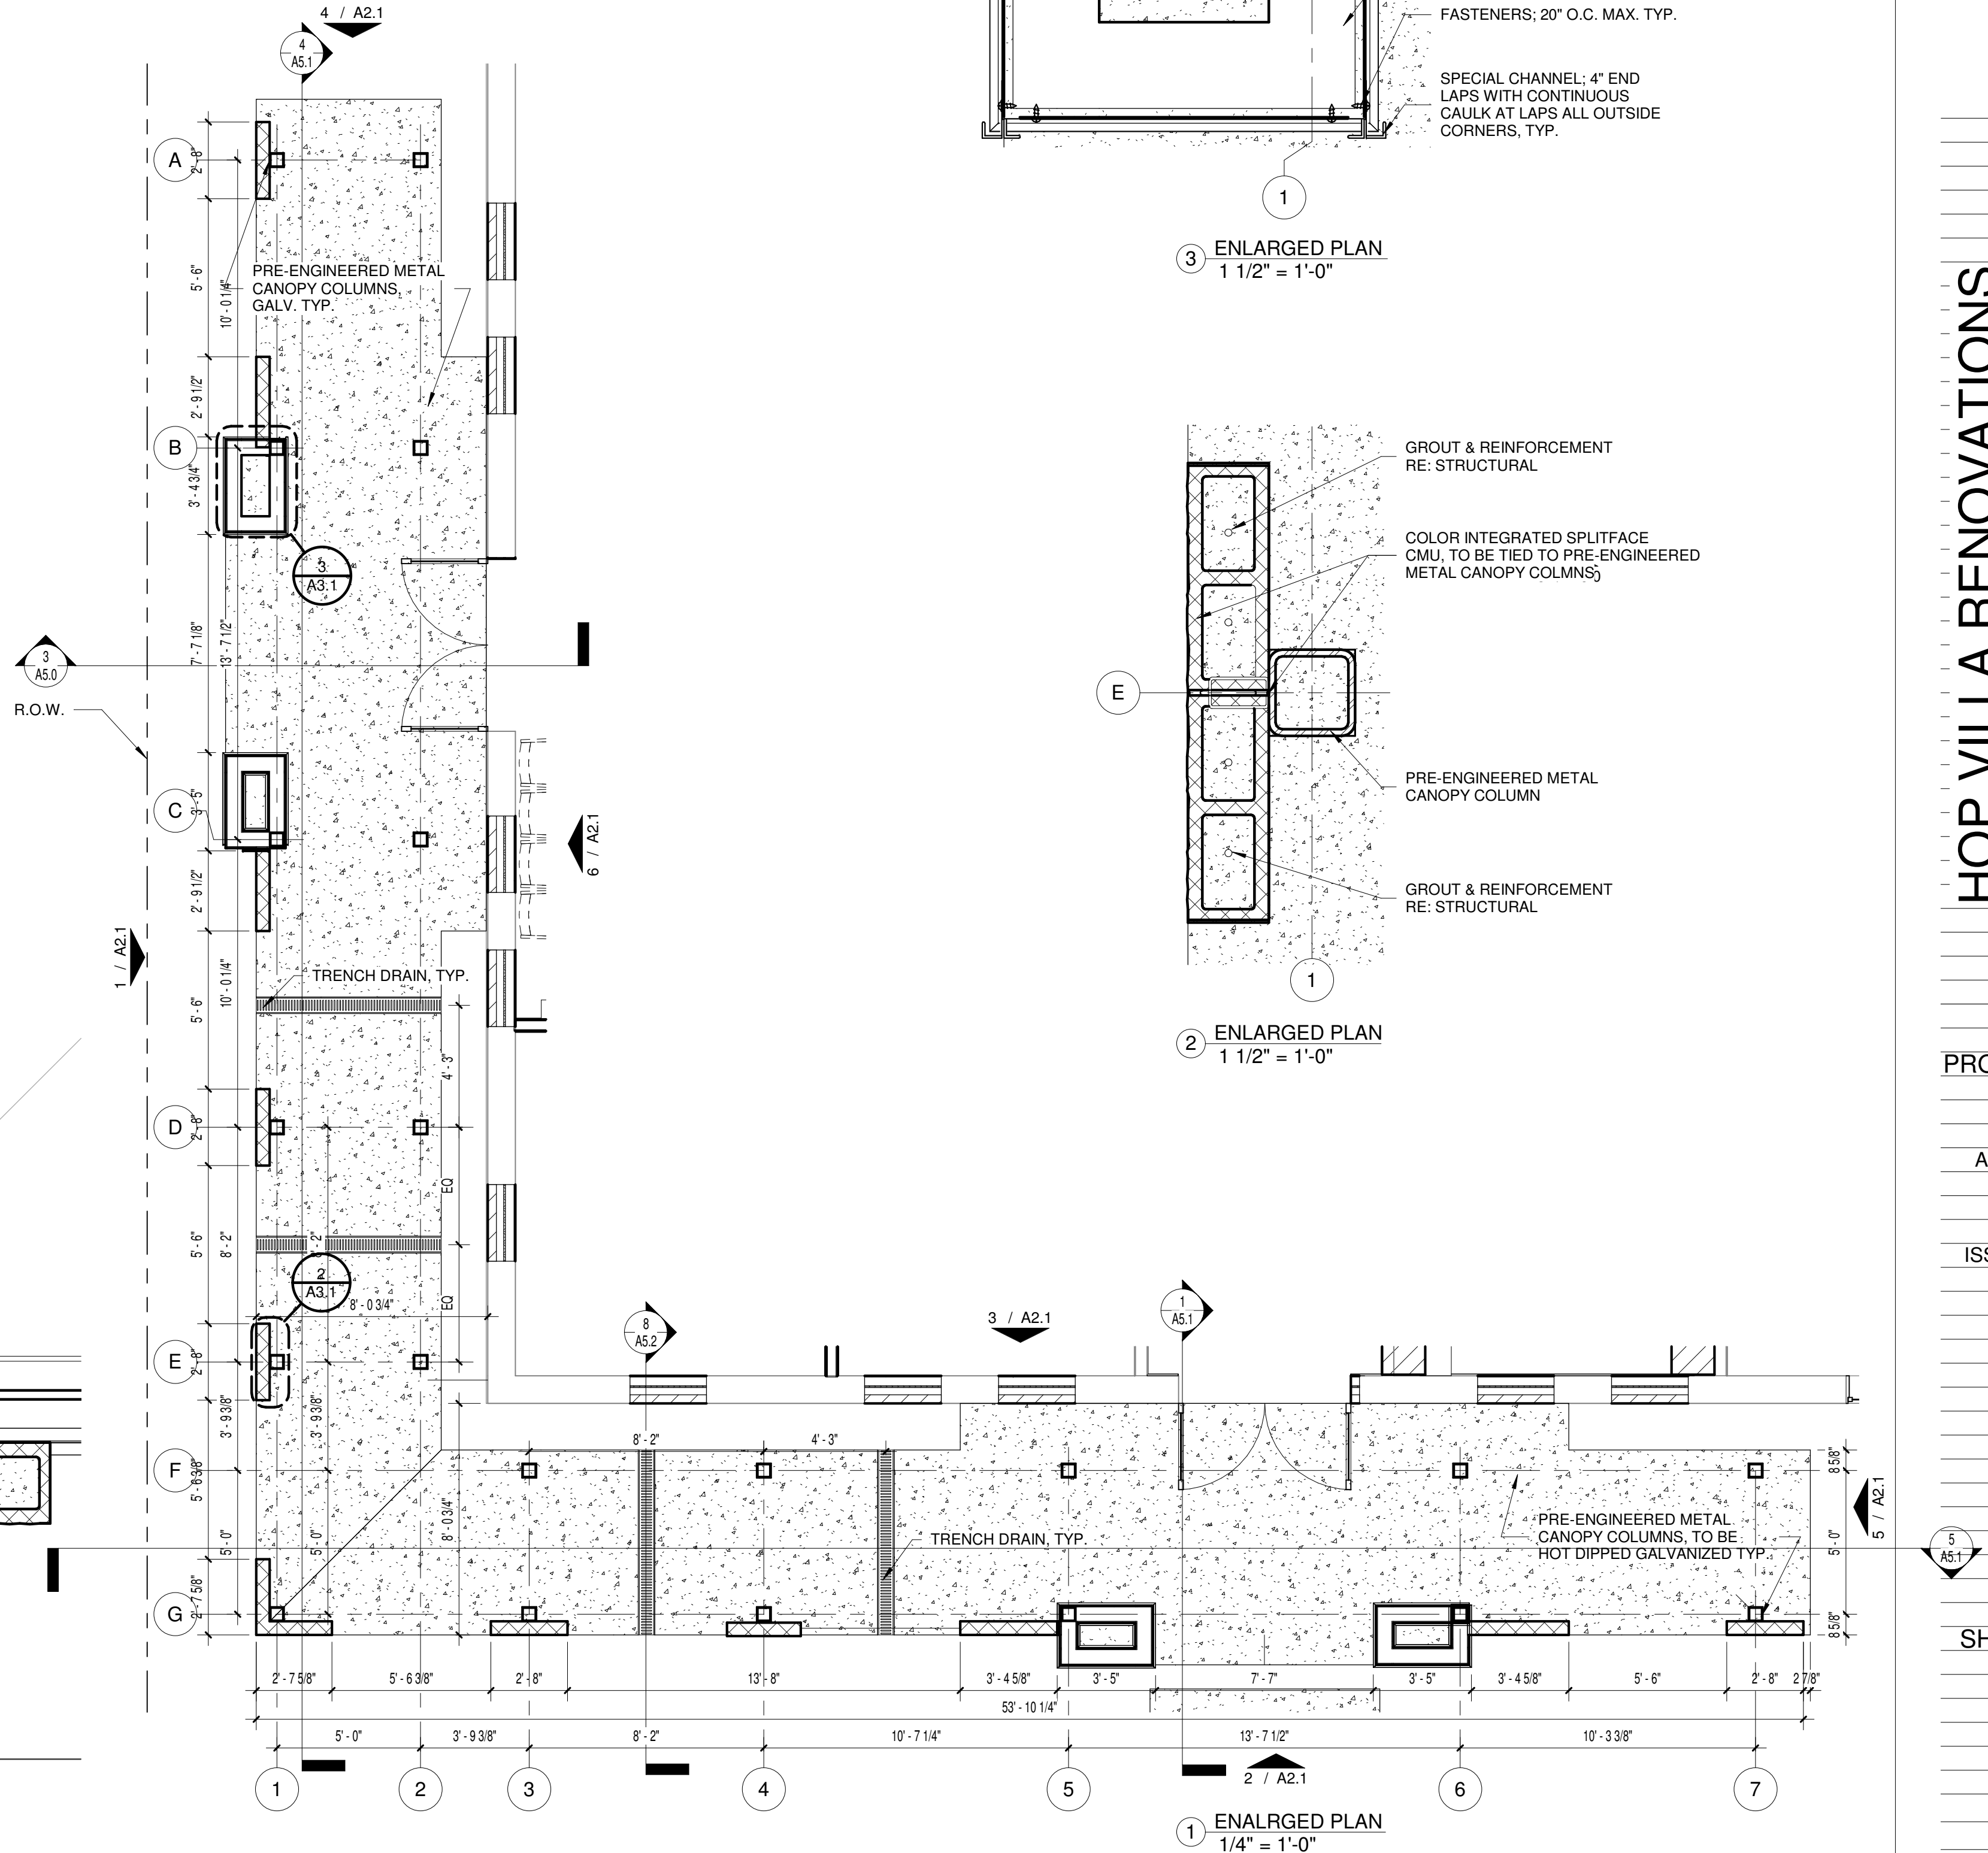 4 / A2.1
4
A5.1
FASTENERS; 20" O.C. MAX. TYP.
SPECIAL CHANNEL; 4" END
LAPS WITH CONTINUOUS
CAULK AT LAPS ALL OUTSIDE
CORNERS, TYP.
1
3 ENLARGED PLAN
1 1/2" = 1'-0"
A
2' - 8"
5' - 6"
10' - 0 1/4"
PRE-ENGINEERED METAL
CANOPY COLUMNS,
GALV. TYP.
2' - 9 1/2"
B
3' - 4 3/4"
3
A3.1
7' - 7 1/8"
13' - 7 1/2"
3
A5.0
R.O.W.
C
3' - 5"
6 / A2.1
2' - 9 1/2"
1 / A2.1
TRENCH DRAIN, TYP.
5' - 6"
10' - 0 1/4"
4' - 3"
D
2' - 8"
EQ
5' - 6"
8' - 2"
2
A3.1
8' - 0 3/4"
EQ
E
2' - 8"
3' - 9 3/8"
3' - 9 3/8"
F
5' - 6 3/8"
5' - 0"
5' - 0"
8' - 0 3/4"
G
2' - 7 5/8"
GROUT & REINFORCEMENT
RE: STRUCTURAL
COLOR INTEGRATED SPLITFACE
CMU, TO BE TIED TO PRE-ENGINEERED
METAL CANOPY COLMNS
E
PRE-ENGINEERED METAL
CANOPY COLUMN
GROUT & REINFORCEMENT
RE: STRUCTURAL
1
2 ENLARGED PLAN
1 1/2" = 1'-0"
8
A5.2
3 / A2.1
1
A5.1
8' - 2"
4' - 3"
TRENCH DRAIN, TYP.
PRE-ENGINEERED METAL
CANOPY COLUMNS, TO BE
HOT DIPPED GALVANIZED TYP.
8 5/8"
5' - 0"
8 5/8"
5 / A2.1
5
A5.1
2' - 7 5/8" 5' - 6 3/8" 2' - 8" 13' - 8" 3' - 4 5/8" 3' - 5" 7' - 7" 3' - 5" 3' - 4 5/8" 5' - 6" 2' - 8" 2 7/8"
53' - 10 1/4"
5' - 0" 3' - 9 3/8" 8' - 2" 10' - 7 1/4" 13' - 7 1/2" 10' - 3 3/8"
1 2 3 4 5 6 7
2 / A2.1
1 ENALRGED PLAN
1/4" = 1'-0"
HOP VILLA RENOVATIONS
PRO
A
ISS
SH